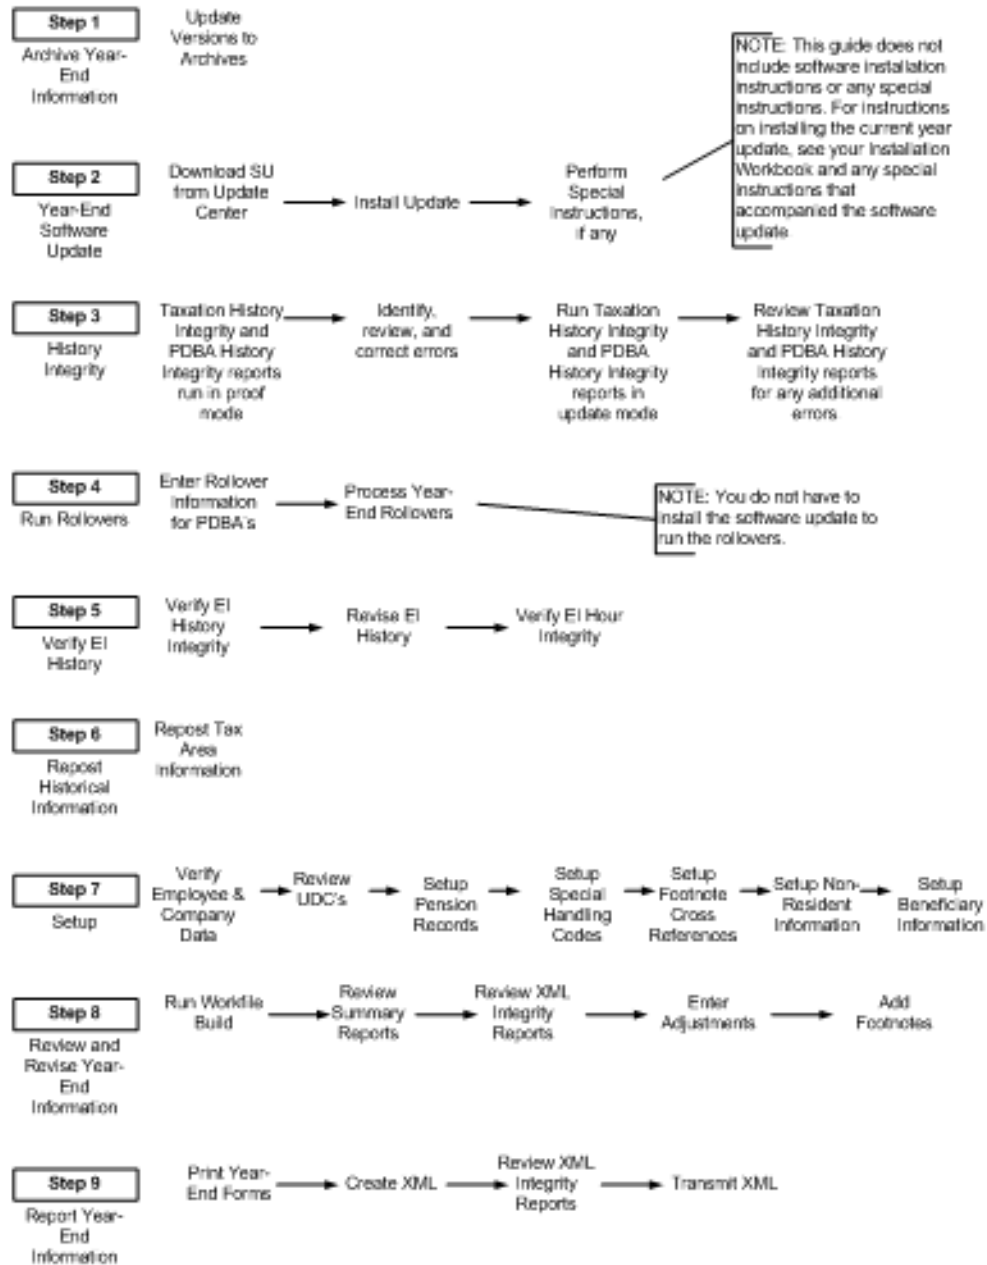 Step 1
Archive Year-
End
Information
Update
Versions to
Archives
NOTE: This guide does not
include software installation
instructions or any special
instructions. For instructions
on installing the current year
update, see your Installation
Workbook and any special
instructions that
accompanied the software
update.
Step 2
Year-End
Software
Update
Download SU
from Update
Center
Install Update
Perform
Special
Instructions,
if any
Step 3
History
Integrity
Taxation History
Integrity and
PDBA History
Integrity reports
run in proof
mode
Identify,
review, and
correct errors
Run Taxation
History Integrity
and PDBA
History Integrity
reports in
update mode
Review Taxation
History Integrity
and PDBA History
Integrity reports
for any additional
errors
Step 4
Run Rollovers
Enter Rollover
Information
for PDBA's
Process Year-
End Rollovers
NOTE: You do not have to
install the software update to
run the rollovers.
Step 5
Verify EI
History
Verify EI
History
Integrity
Revise EI
History
Verify EI Hour
Integrity
Step 6
Repost
Historical
Information
Repost Tax
Area
Information
Step 7
Setup
Verify
Employee &
Company
Data
Review
UDC's
Setup
Pension
Records
Setup
Special
Handling
Codes
Setup
Footnote
Cross
References
Setup Non-
Resident
Information
Setup
Beneficiary
Information
Step 8
Review and
Revise Year-
End
Information
Run Workfile
Build
Review
Summary
Reports
Review XML
Integrity
Reports
Enter
Adjustments
Add
Footnotes
Step 9
Report Year-
End
Information
Print Year-
End Forms
Create XML
Review XML
Integrity
Reports
Transmit XML